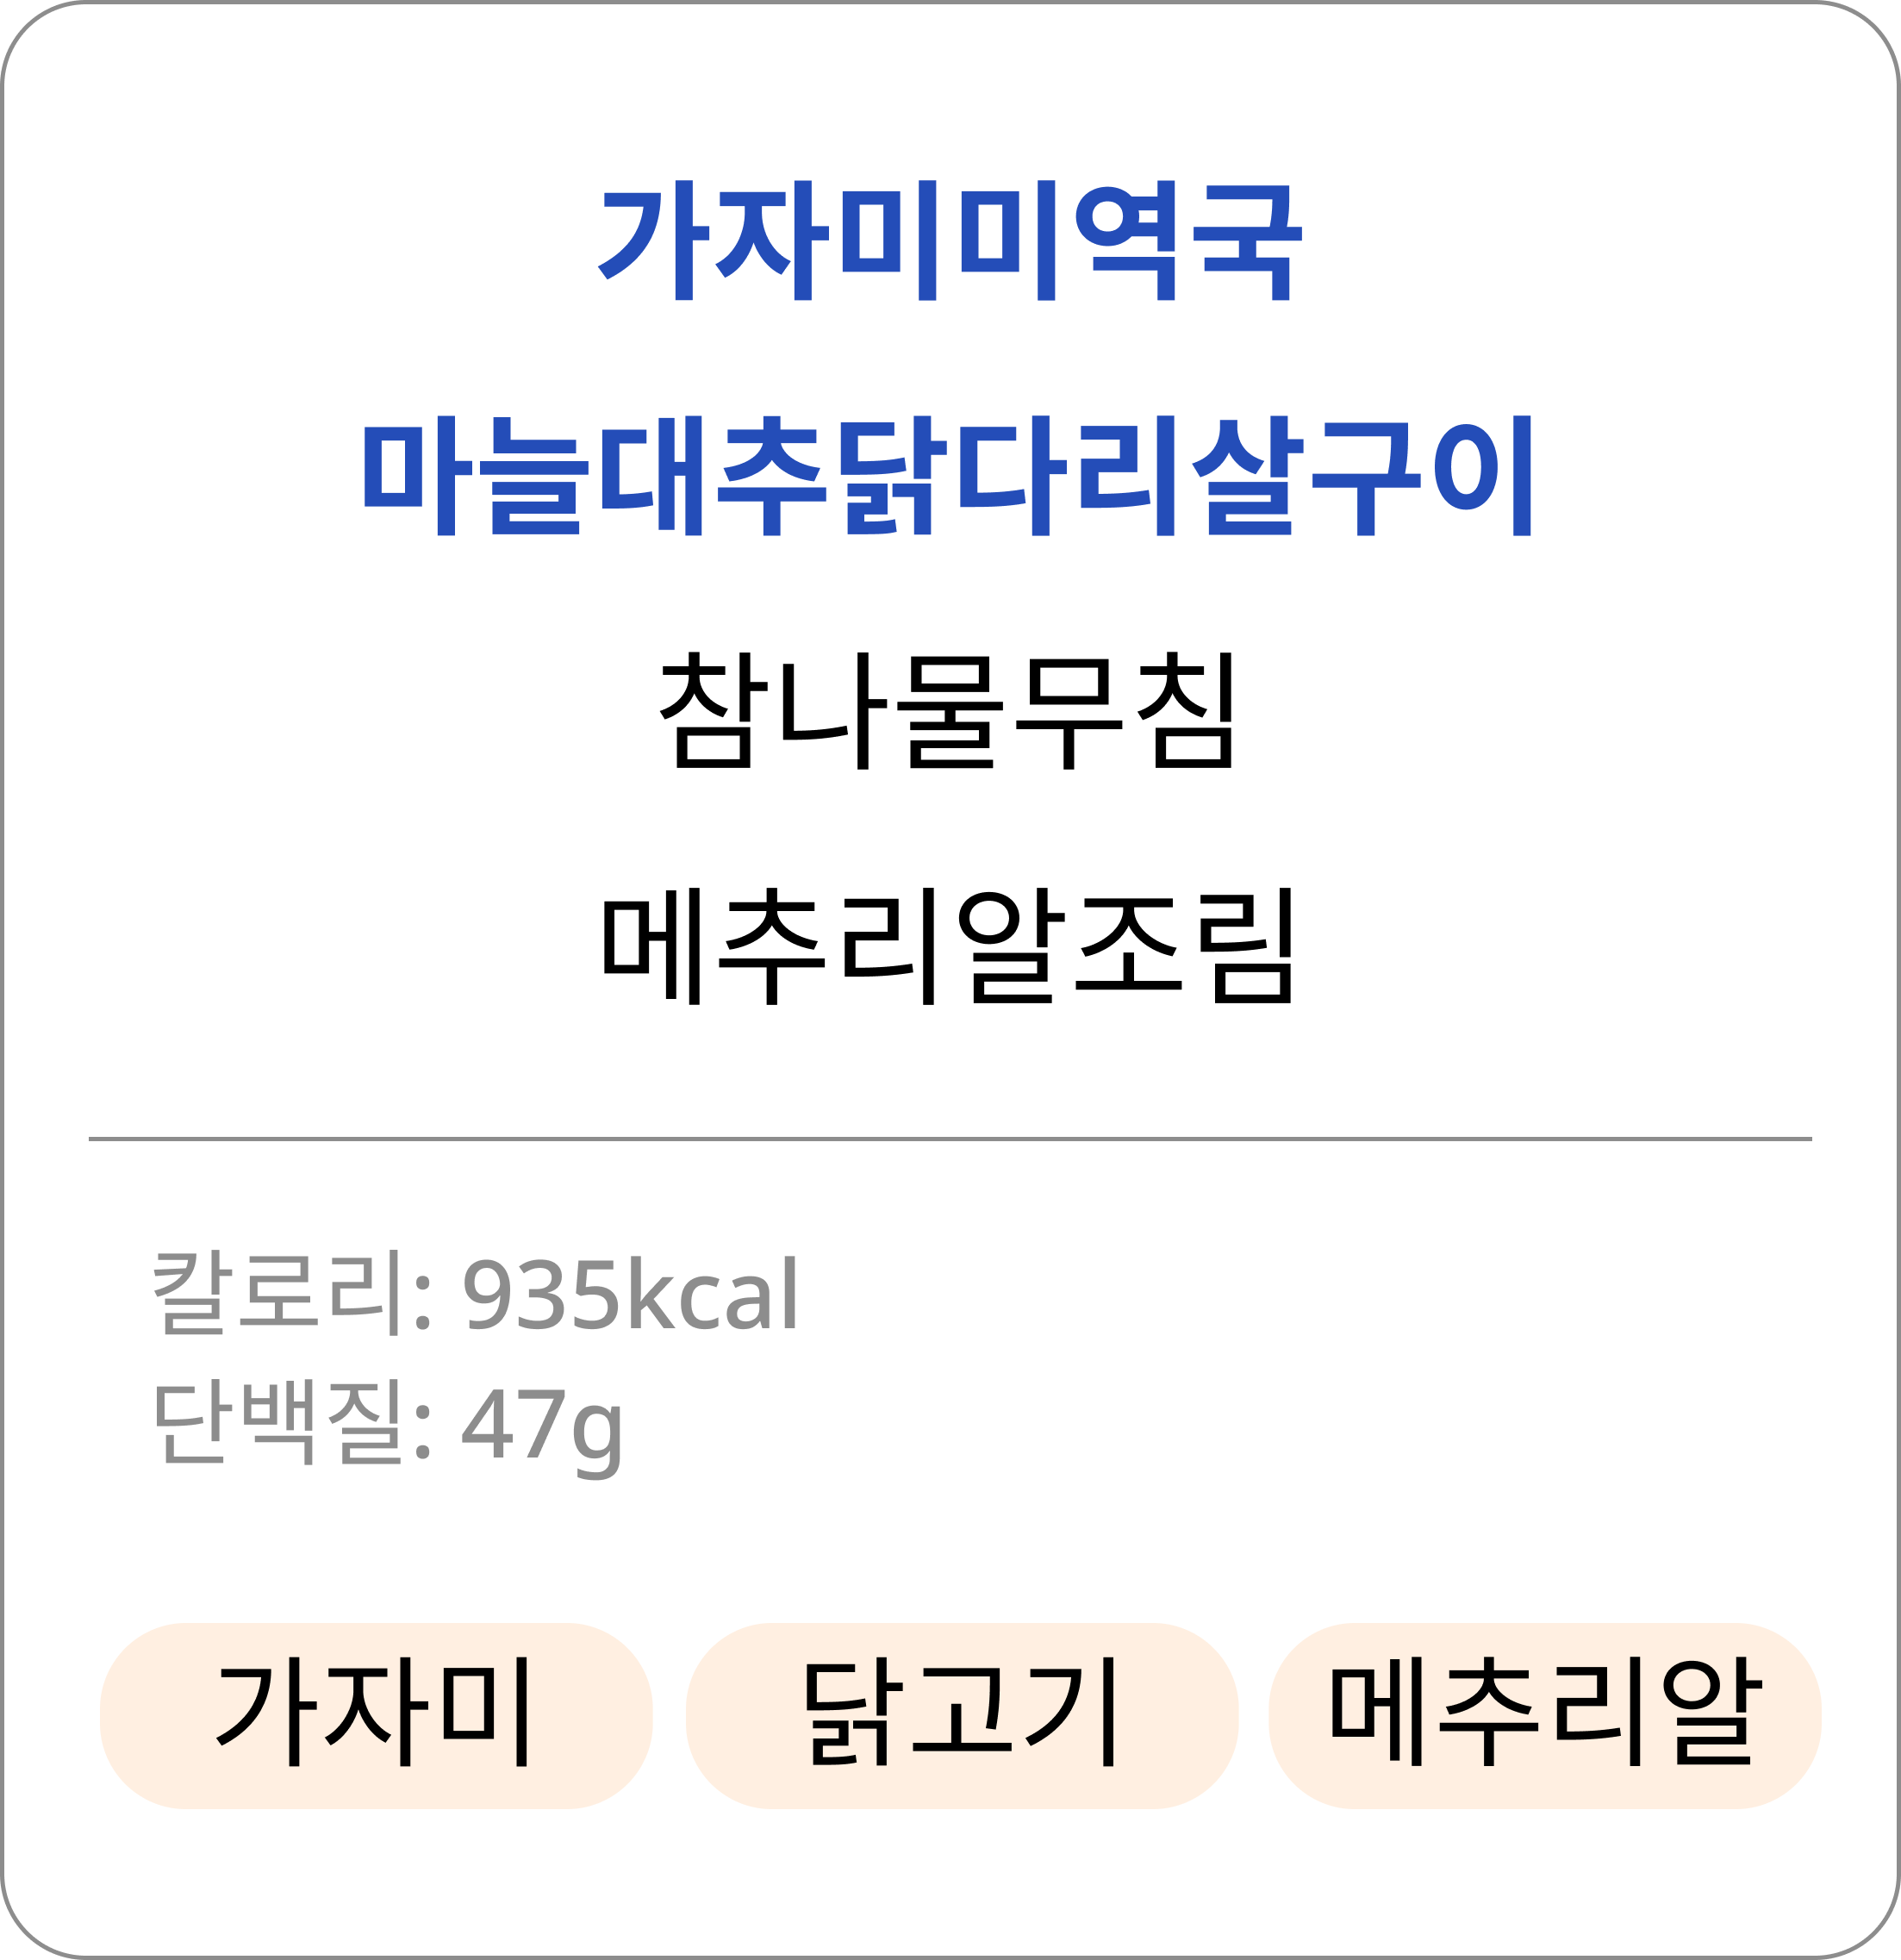 가자미미역국
마늘대축닭다리살구이
참나물무침
메추리알조림
칼로리: 935kcal
단백질: 47g
가자미 닭고기 메추리알